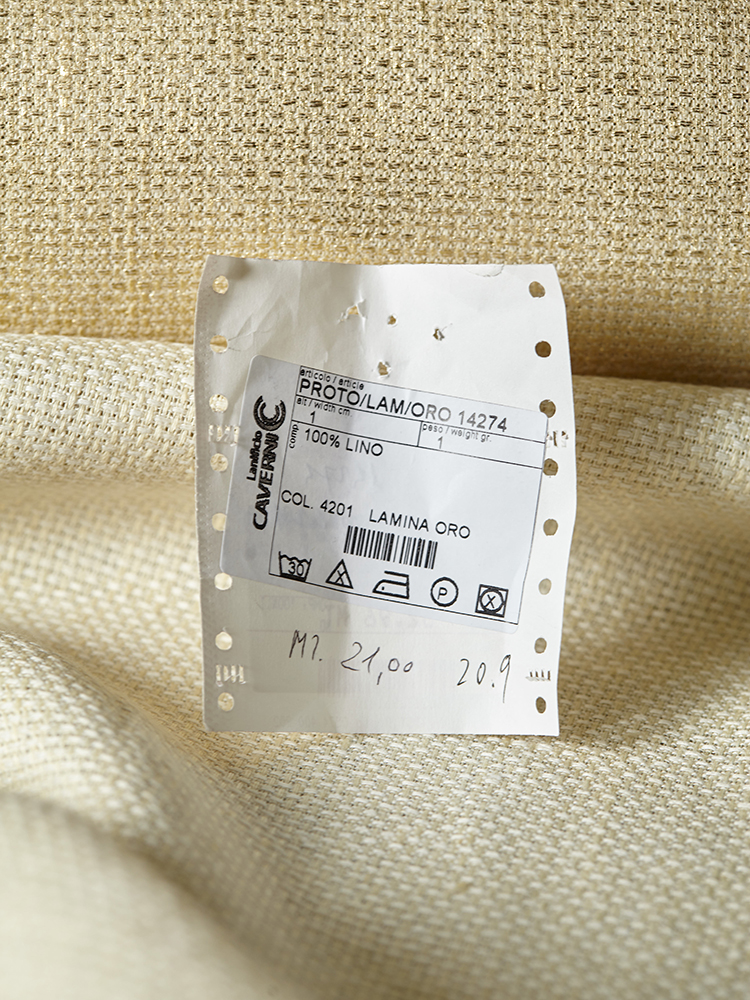 Lanificio
CAVERNI
articolo / article
PROTO/LAM/ORO 14274
alt / width cm.
1
peso / weight gr.
1
comp
100% LINO
COL. 4201 LAMINA ORO
30
X
P
X
MT. 21,00 20.9